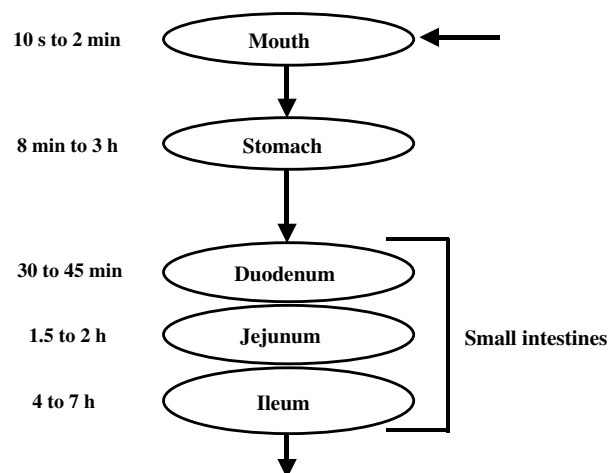 10 s to 2 min
Mouth
8 min to 3 h
Stomach
30 to 45 min
Duodenum
1.5 to 2 h
Jejunum
Small intestines
4 to 7 h
Ileum